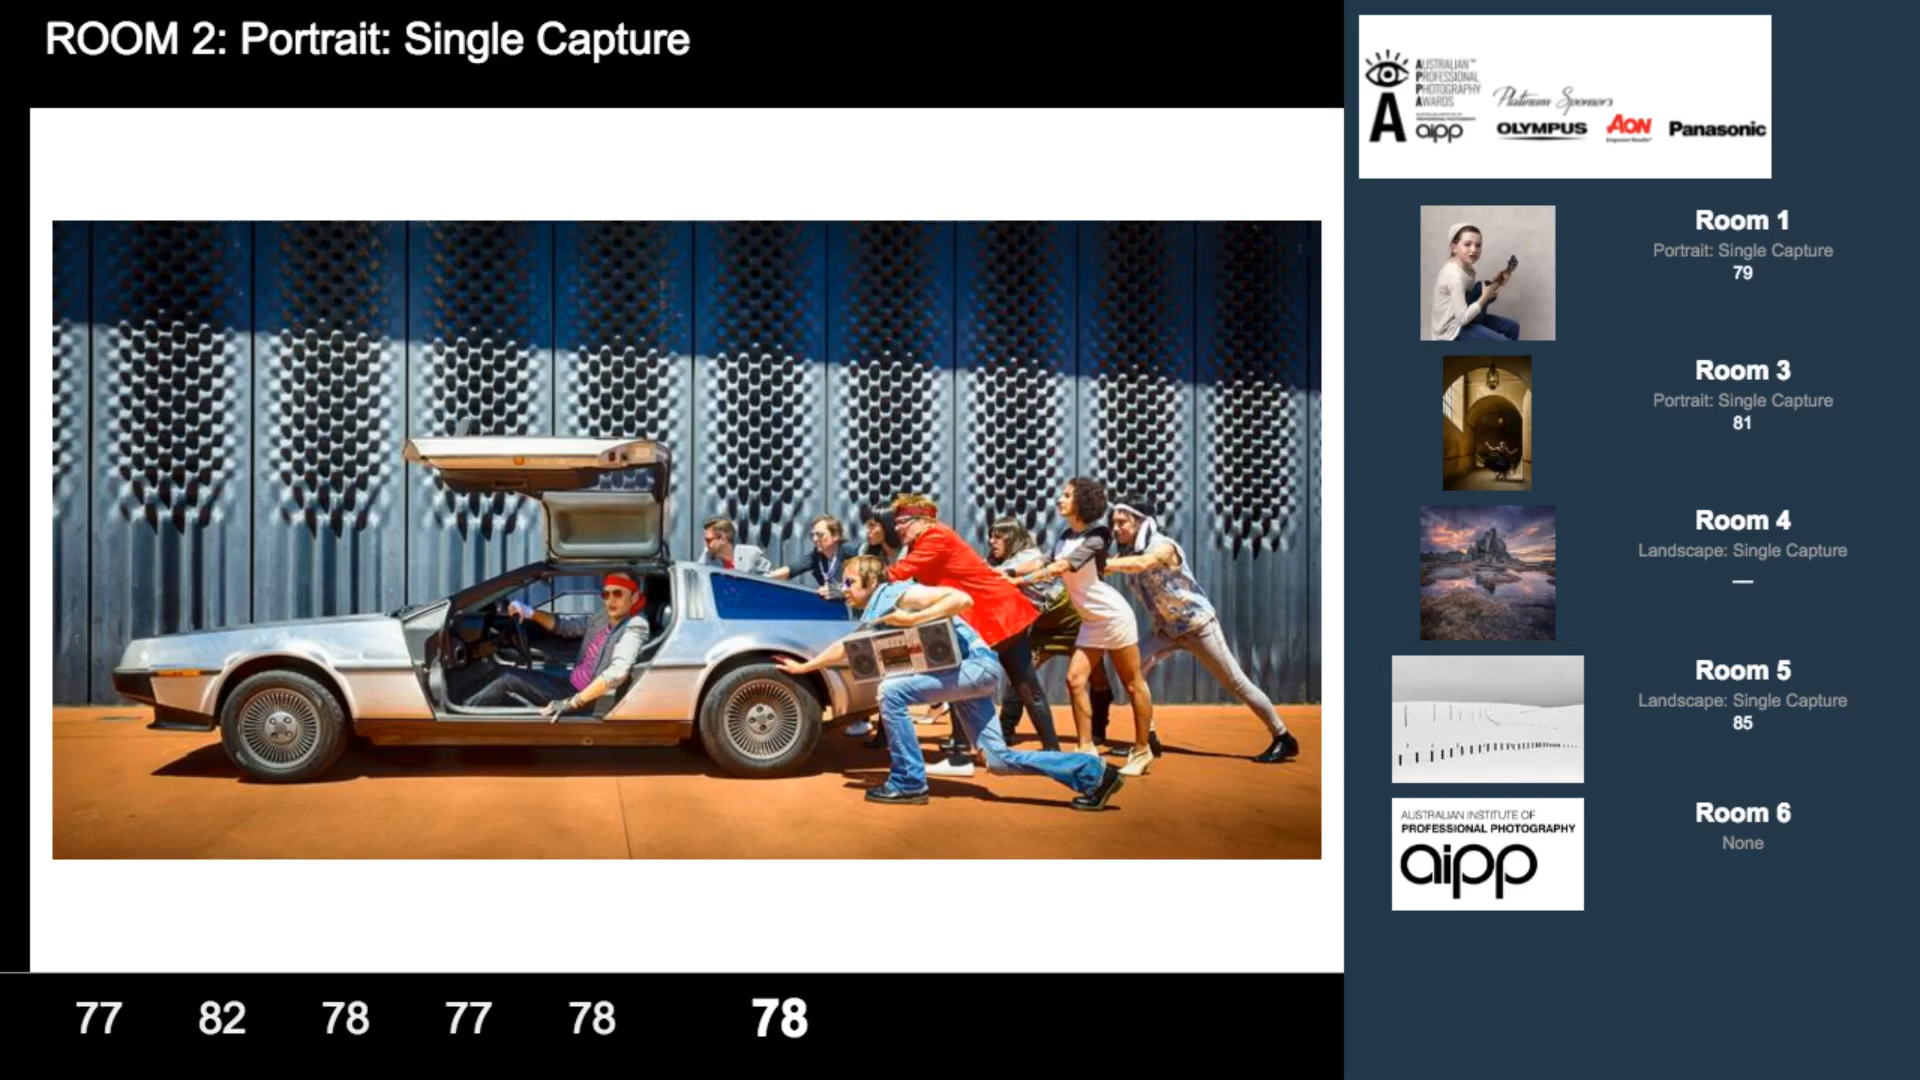 ROOM 2: Portrait: Single Capture
AUSTRALIAN
PROFESSIONAL
PHOTOGRAPHY
AWARDS
aipp
Platinum Sponsors
OLYMPUS
AON
Panasonic
Room 1
Portrait: Single Capture
79
Room 3
Portrait: Single Capture
81
Room 4
Landscape: Single Capture
—
Room 5
Landscape: Single Capture
85
AUSTRALIAN INSTITUTE OF
PROFESSIONAL PHOTOGRAPHY
aipp
Room 6
None
77 82 78 77 78 78